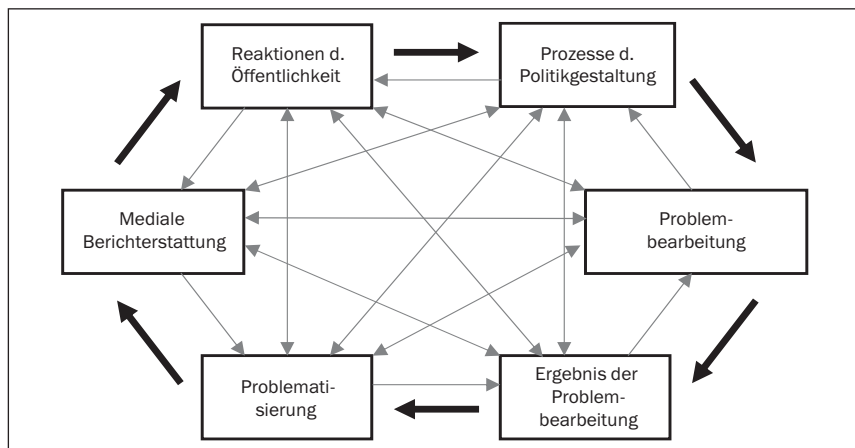 Reaktionen d.
Öffentlichkeit
Prozesse d.
Politikgestaltung
Mediale
Berichterstattung
Problem-
bearbeitung
Problemati-
sierung
Ergebnis der
Problem-
bearbeitung